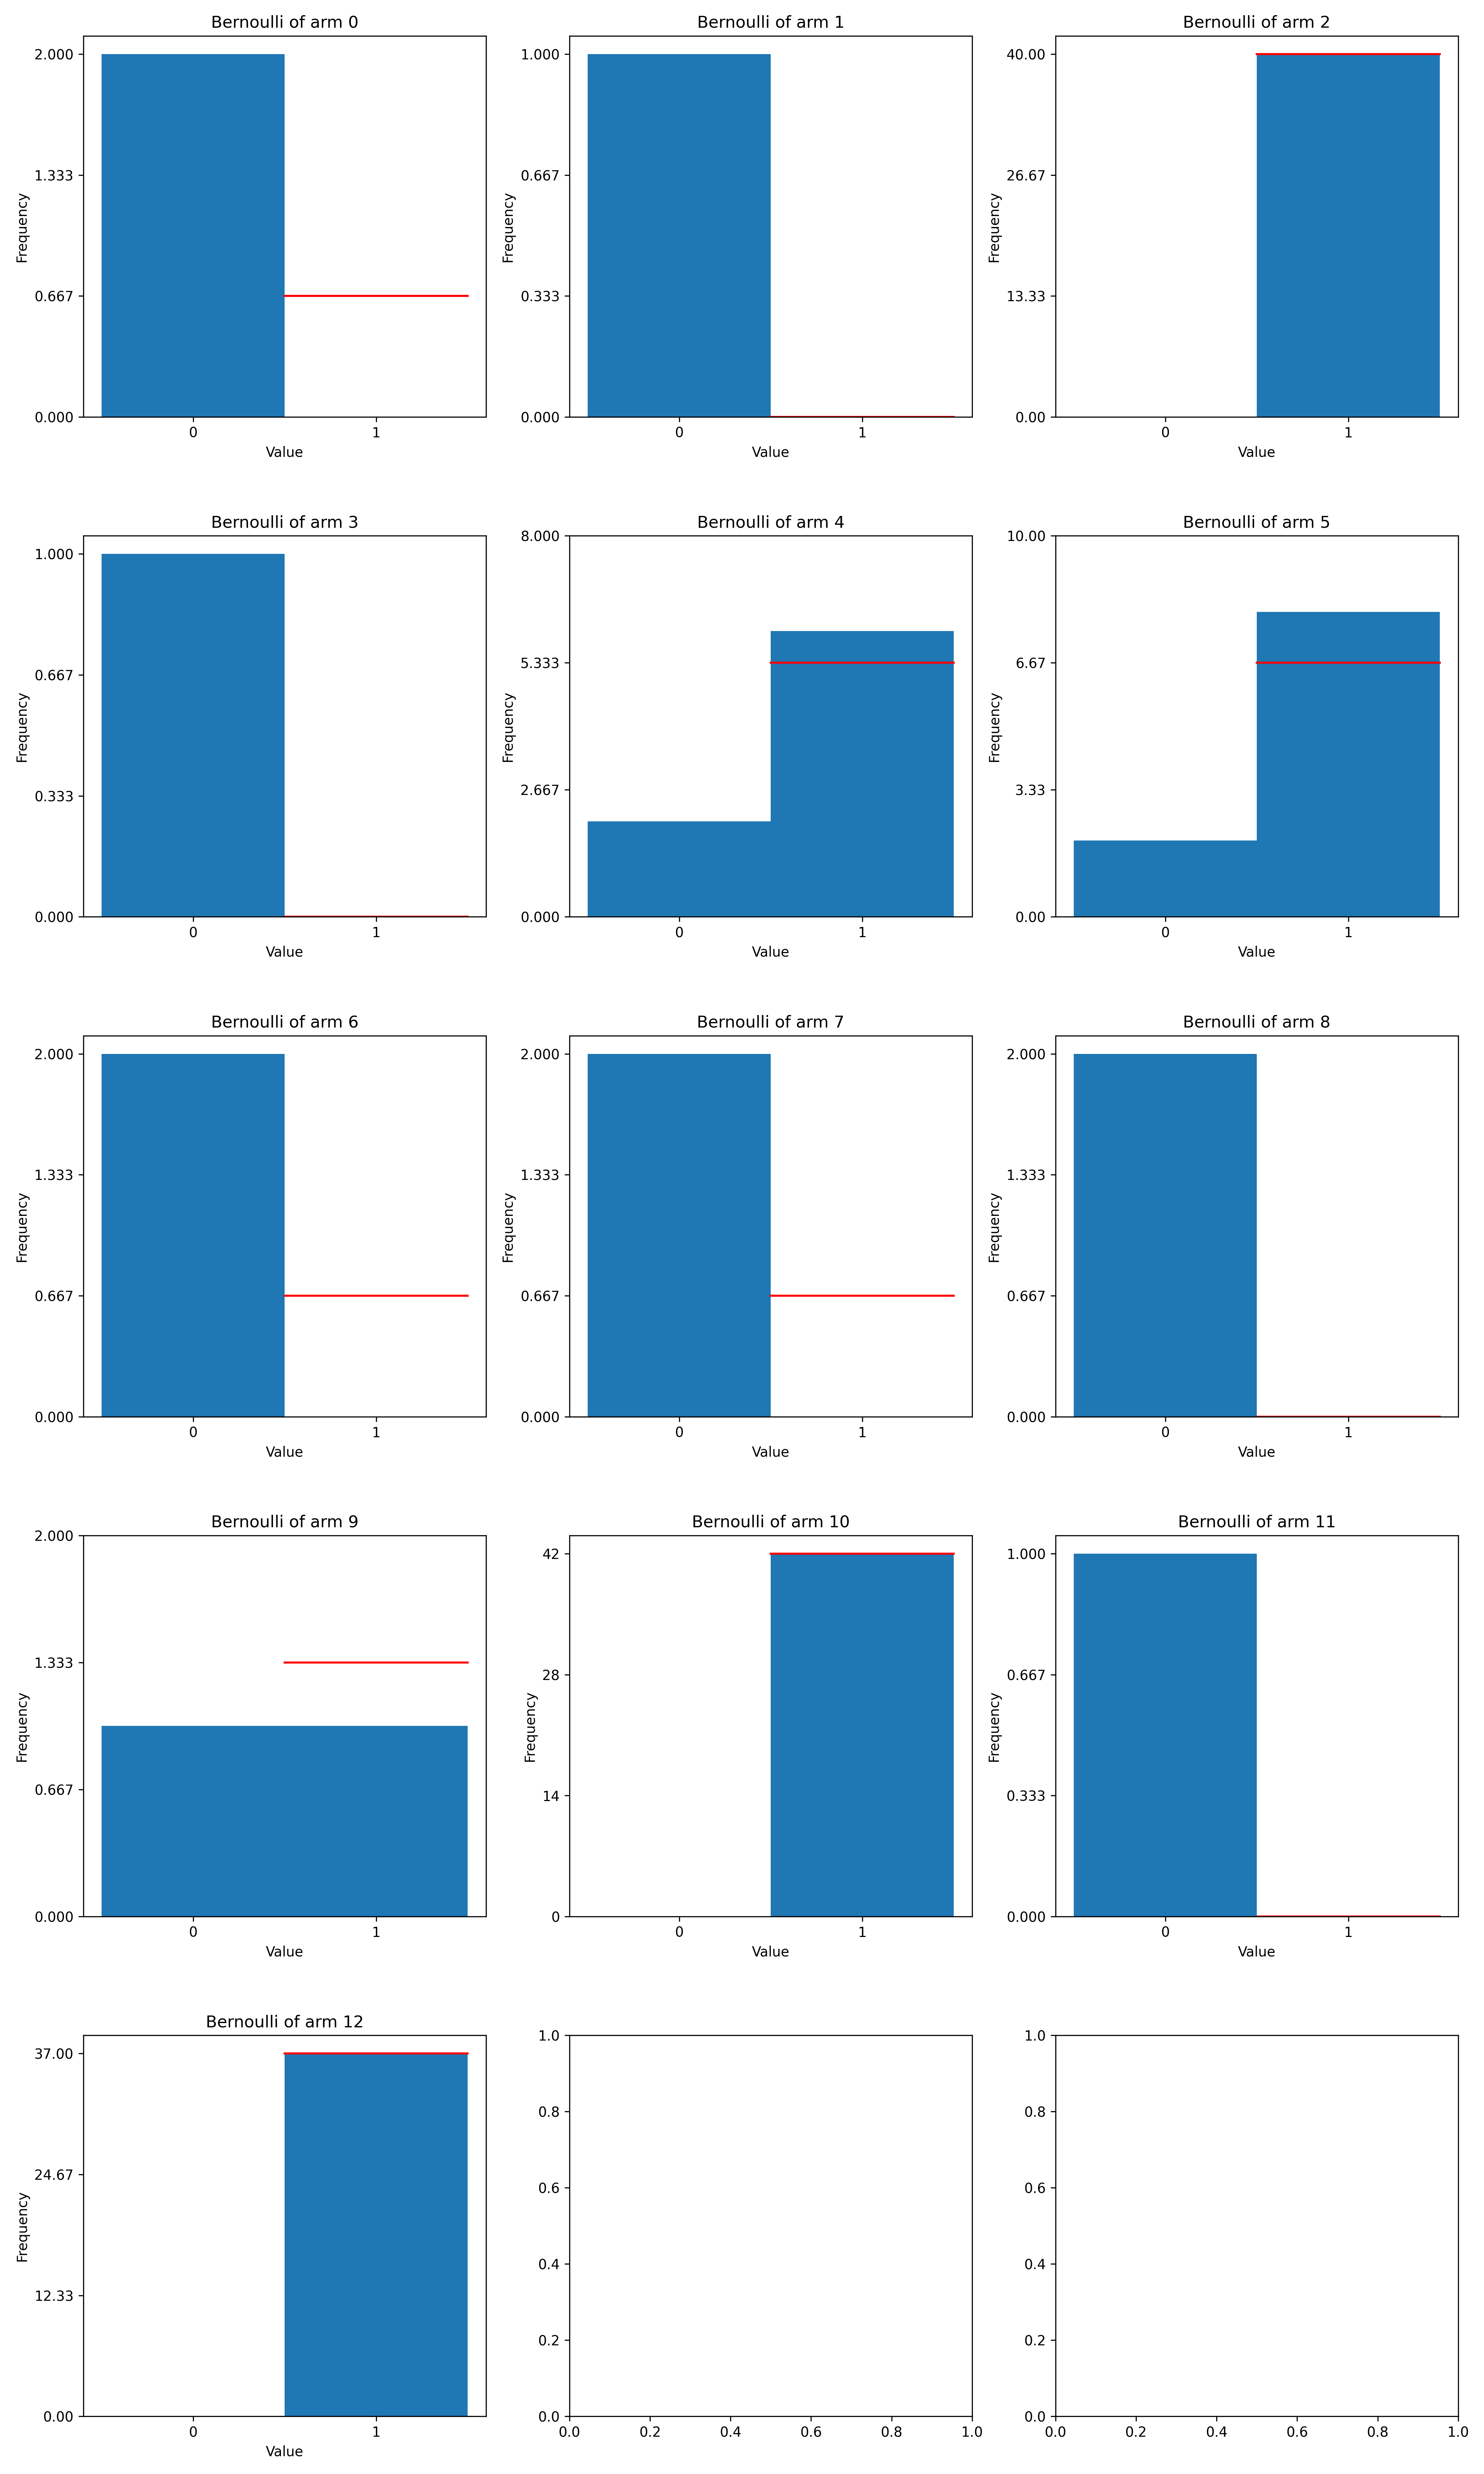 Bernoulli of arm 0
2.000
1.333
0.667
0.000
Frequency
0 1
Value
Bernoulli of arm 1
1.000
0.667
0.333
0.000
Frequency
0 1
Value
Bernoulli of arm 2
40.00
26.67
13.33
0.00
Frequency
0 1
Value
Bernoulli of arm 3
1.000
0.667
0.333
0.000
Frequency
0 1
Value
Bernoulli of arm 4
8.000
5.333
2.667
0.000
Frequency
0 1
Value
Bernoulli of arm 5
10.00
6.67
3.33
0.00
Frequency
0 1
Value
Bernoulli of arm 6
2.000
1.333
0.667
0.000
Frequency
0 1
Value
Bernoulli of arm 7
2.000
1.333
0.667
0.000
Frequency
0 1
Value
Bernoulli of arm 8
2.000
1.333
0.667
0.000
Frequency
0 1
Value
Bernoulli of arm 9
2.000
1.333
0.667
0.000
Frequency
0 1
Value
Bernoulli of arm 10
42
28
14
0
Frequency
0 1
Value
Bernoulli of arm 11
1.000
0.667
0.333
0.000
Frequency
0 1
Value
Bernoulli of arm 12
37.00
24.67
12.33
0.00
Frequency
0 1
Value
1.0
0.8
0.6
0.4
0.2
0.0
0.0 0.2 0.4 0.6 0.8 1.0
1.0
0.8
0.6
0.4
0.2
0.0
0.0 0.2 0.4 0.6 0.8 1.0